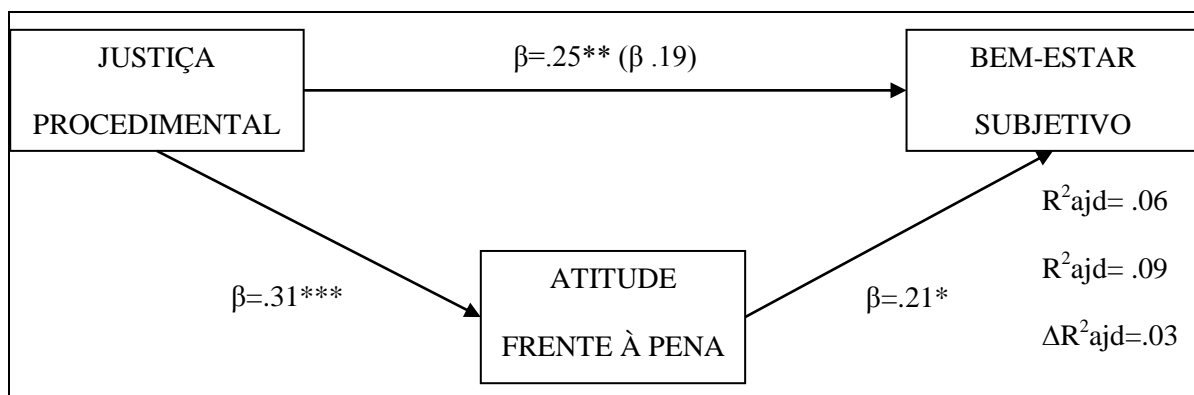 JUSTIÇA
PROCEDIMENTAL
β=.25** (β .19)
BEM-ESTAR
SUBJETIVO
R²ajd= .06
R²ajd= .09
ΔR²ajd=.03
β=.31***
ATITUDE
FRENTE À PENA
β=.21*